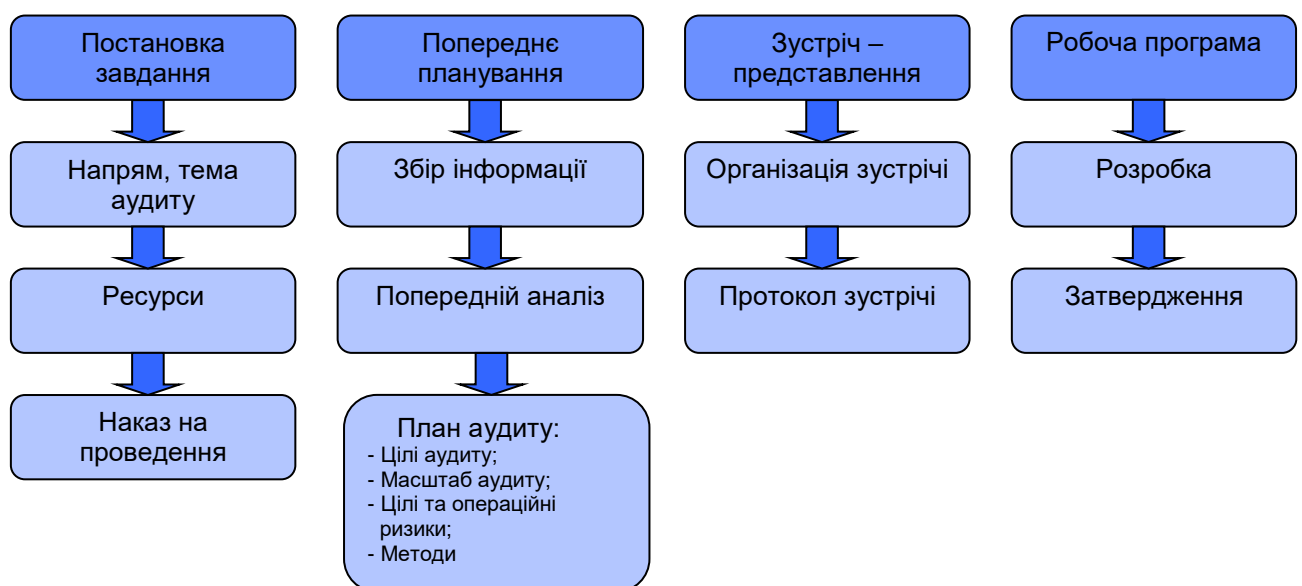 Постановка
завдання
Напрям, тема
аудиту
Ресурси
Наказ на
проведення
Попереднє
планування
Збір інформації
Попередній аналіз
План аудиту:
- Цілі аудиту;
- Масштаб аудиту;
- Цілі та операційні
ризики;
- Методи
Зустріч –
представлення
Організація зустрічі
Протокол зустрічі
Робоча програма
Розробка
Затвердження